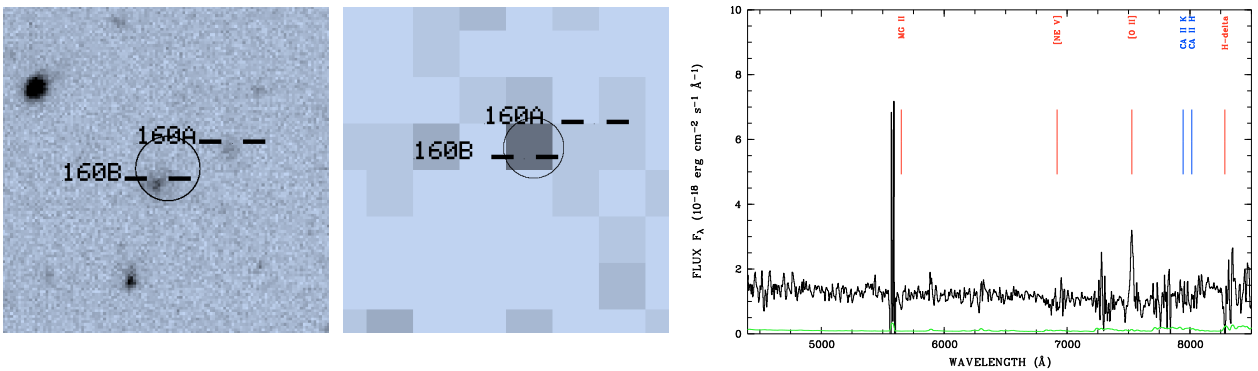 160A
160B
160A
160B
FLUX Fλ (10⁻¹⁸ erg cm⁻² s⁻¹ Å⁻¹)
10
8
6
4
2
0
MG II
[NE V]
[O II]
CA II K
CA II H
H-delta
5000 6000 7000 8000
WAVELENGTH (Å)